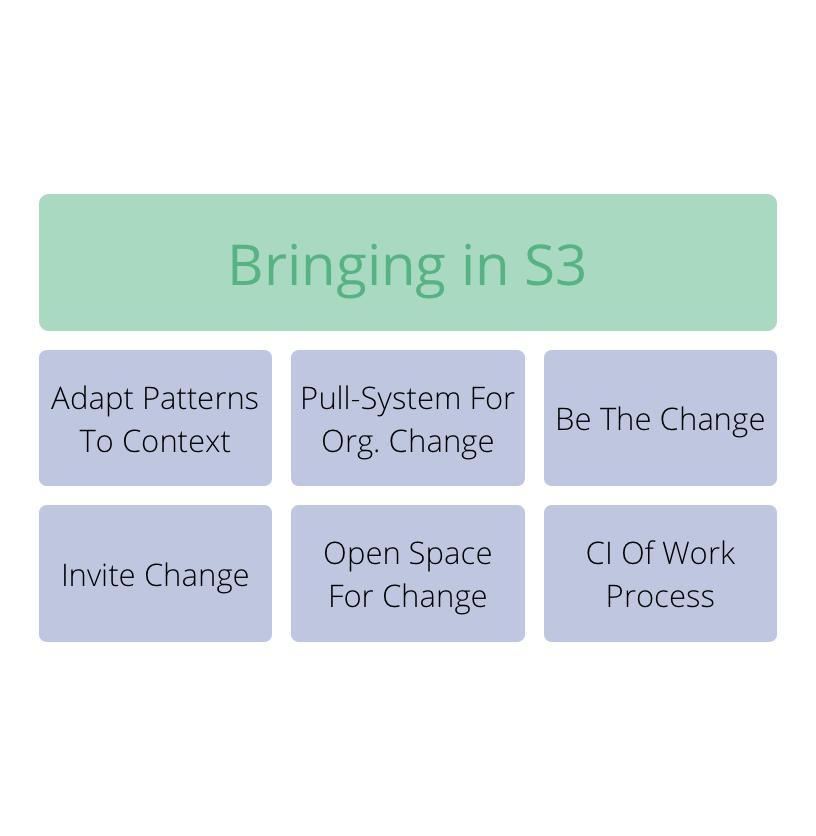 Bringing in S3
Adapt Patterns
To Context
Pull-System For
Org. Change
Be The Change
Invite Change
Open Space
For Change
CI Of Work
Process